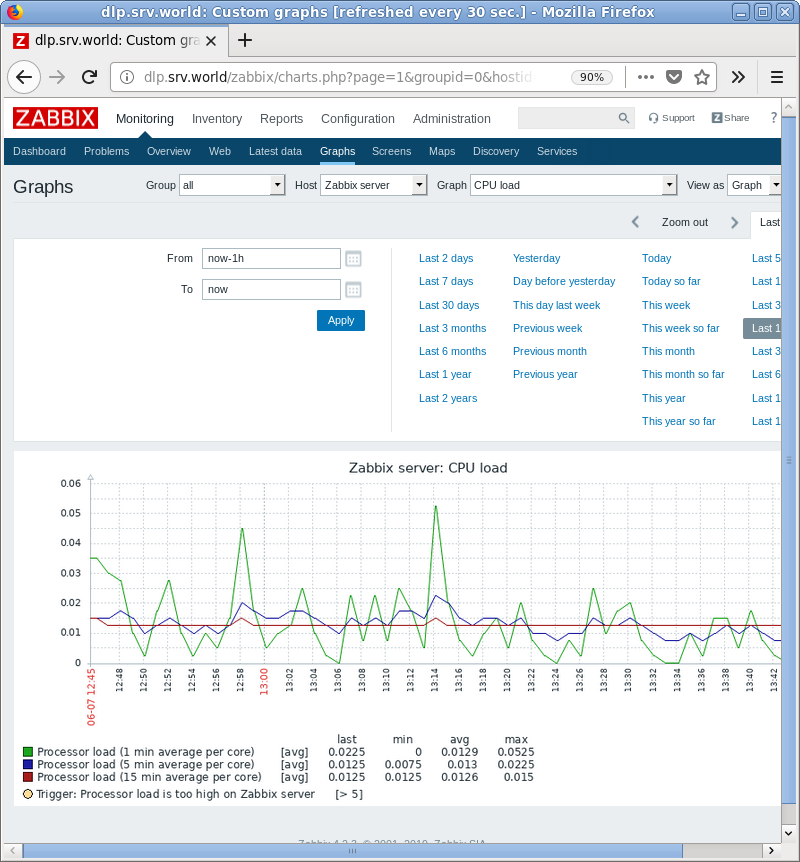 dlp.srv.world: Custom graphs [refreshed every 30 sec.] - Mozilla Firefox
Z dlp.srv.world: Custom gra
dlp.srv.world/zabbix/charts.php?page=1&groupid=0&hostid 90%
ZABBIX Monitoring Inventory Reports Configuration Administration Support Z Share ?
Dashboard Problems Overview Web Latest data Graphs Screens Maps Discovery Services
Graphs Group all Host Zabbix server Graph CPU load View as Graph
Zoom out Last
From now-1h Last 2 days Yesterday Today Last 5
Last 7 days Day before yesterday Today so far Last 1
To now
Last 30 days This day last week This week Last 3
Apply Last 3 months Previous week This week so far Last 1
Last 6 months Previous month This month Last 3
Last 1 year Previous year This month so far Last 6
Last 2 years This year Last 1
This year so far Last 1
Zabbix server: CPU load
0.06
0.05
0.04
0.03
0.02
0.01
0
06-07 12:45 12:48 12:50 12:52 12:54 12:56 12:58 13:00 13:02 13:04 13:06 13:08 13:10 13:12 13:14 13:16 13:18 13:20 13:22 13:24 13:26 13:28 13:30 13:32 13:34 13:36 13:38 13:40 13:42
last min avg max
Processor load (1 min average per core) [avg] 0.0225 0 0.0129 0.0525
Processor load (5 min average per core) [avg] 0.0125 0.0075 0.013 0.0225
Processor load (15 min average per core) [avg] 0.0125 0.0125 0.0126 0.015
Trigger: Processor load is too high on Zabbix server [> 5]